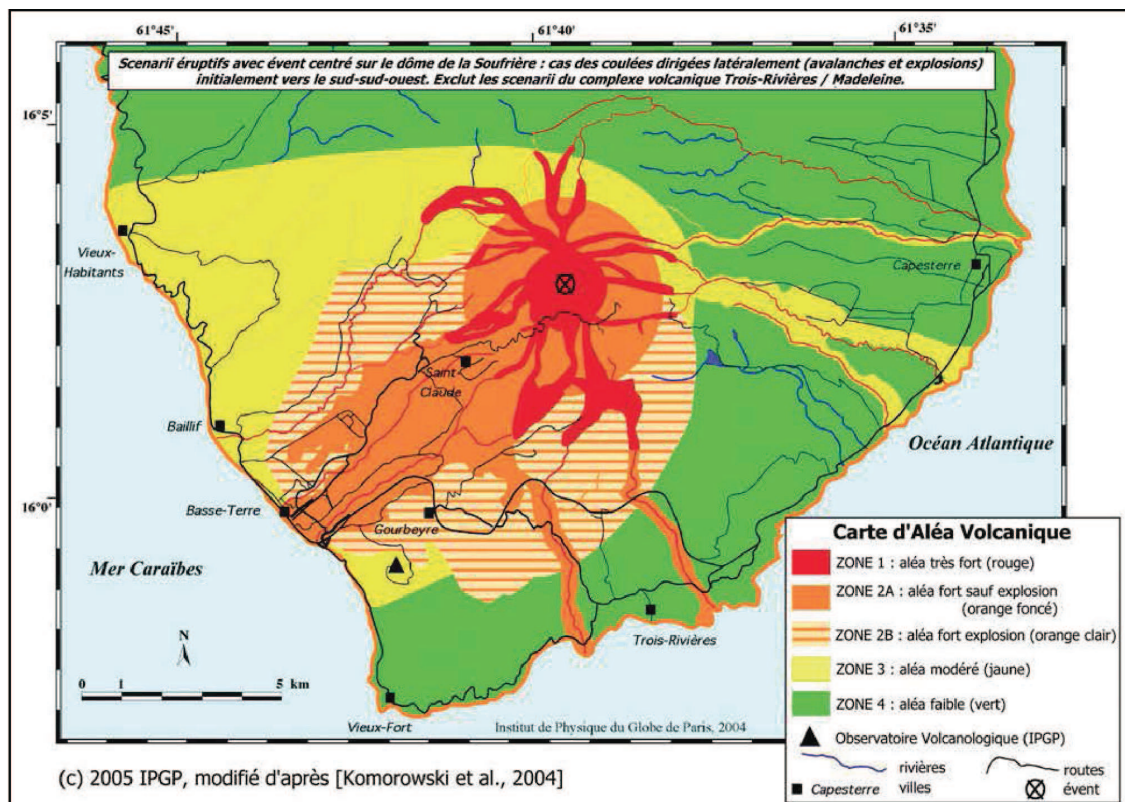 61°45' 61°40' 61°35'
Scenarii éruptifs avec évent centré sur le dôme de la Soufrière : cas des coulées dirigées latéralement (avalanches et explosions)
initialement vers le sud-sud-ouest. Exclut les scenarii du complexe volcanique Trois-Rivières / Madeleine.
16°5'
Vieux-
Habitants
Capesterre
Saint-
Claude
Baillif
Océan Atlantique
16°0'
Basse-Terre
Gourbeyre
Mer Caraïbes
Trois-Rivières
N
0 1 5 km
Vieux-Fort
Institut de Physique du Globe de Paris, 2004
Carte d'Aléa Volcanique
ZONE 1 : aléa très fort (rouge)
ZONE 2A : aléa fort sauf explosion
(orange foncé)
ZONE 2B : aléa fort explosion (orange clair)
ZONE 3 : aléa modéré (jaune)
ZONE 4 : aléa faible (vert)
Observatoire Volcanologique (IPGP)
rivières routes
Capesterre villes évent
(c) 2005 IPGP, modifié d'après [Komorowski et al., 2004]